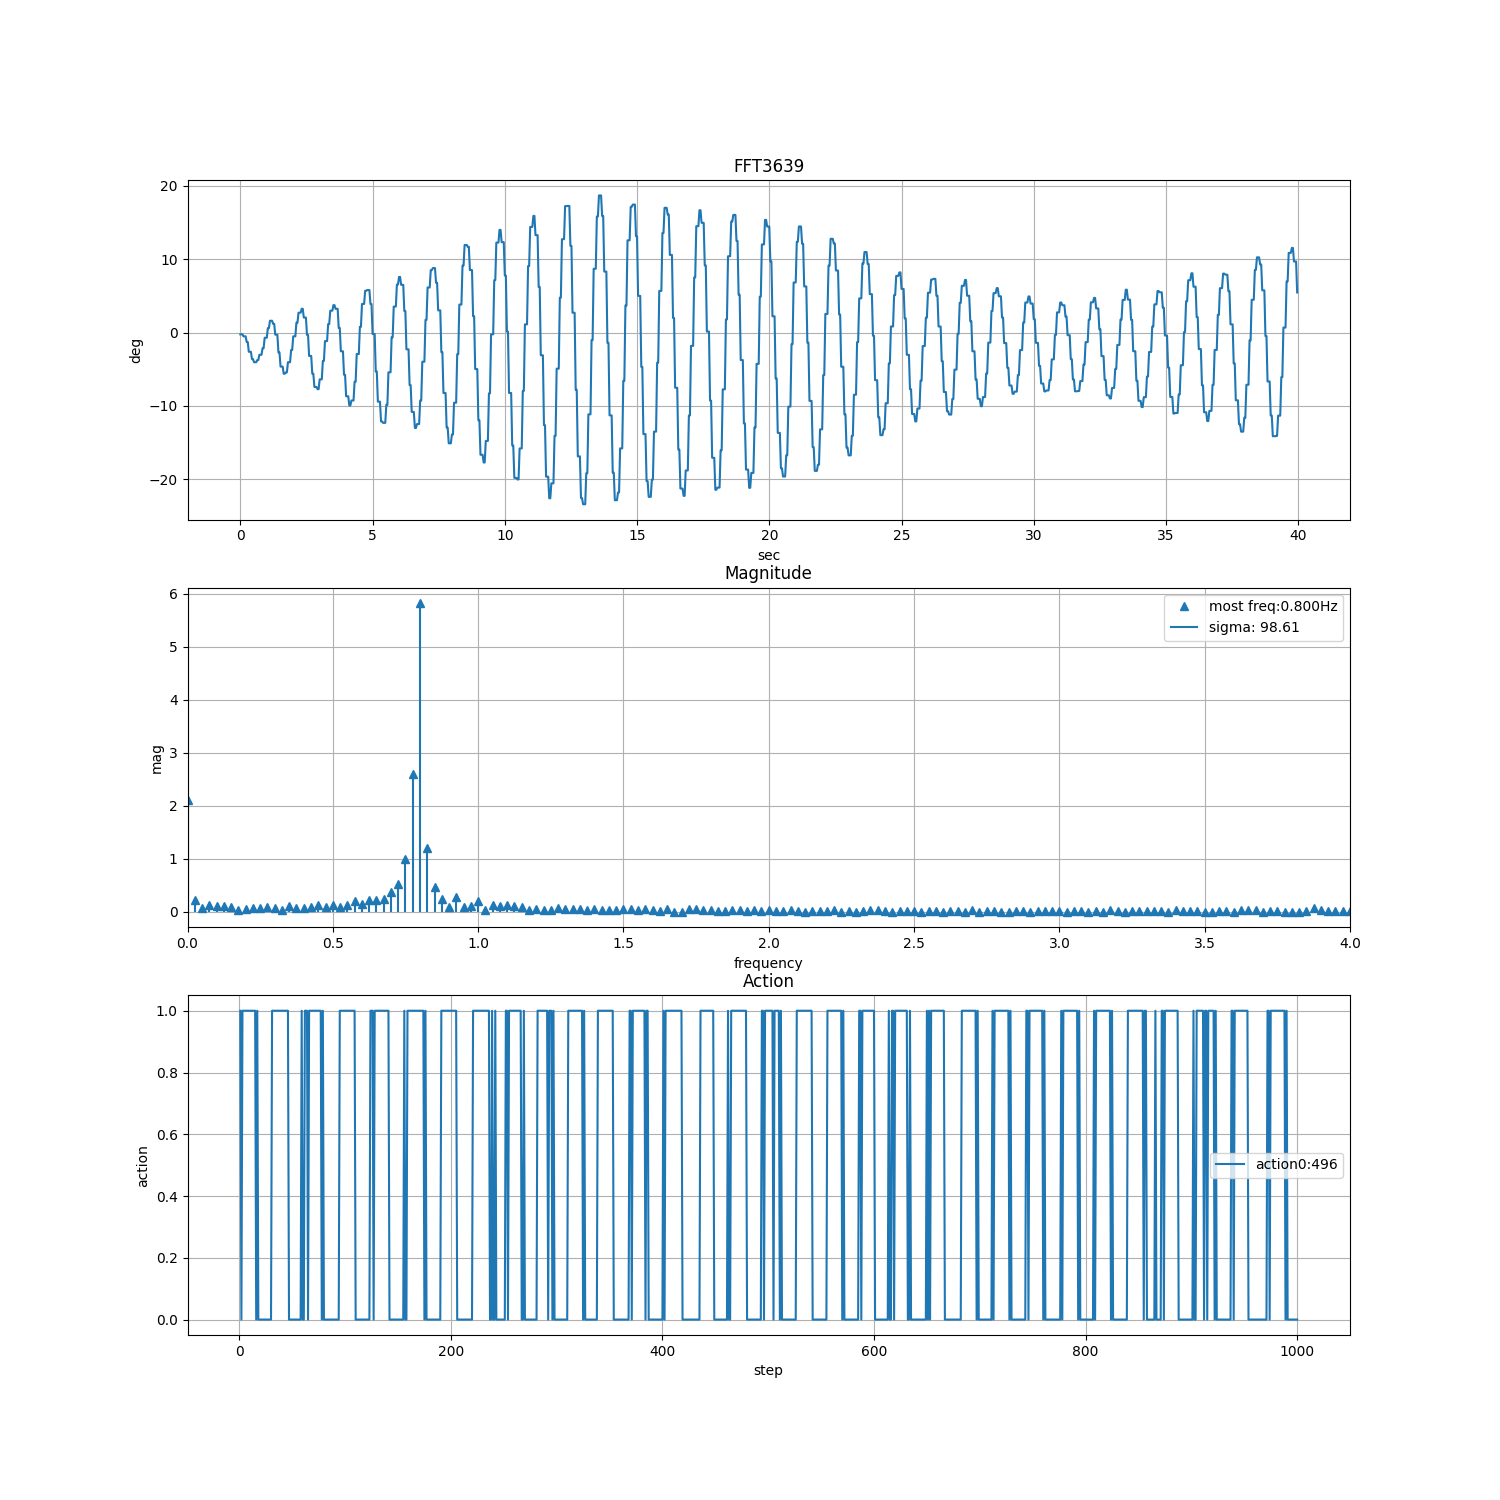 FFT3639
20
10
0
−10
−20
deg
0 5 10 15 20 25 30 35 40
sec
Magnitude
6
5
4
3
2
1
0
mag
most freq:0.800Hz
sigma: 98.61
0.0 0.5 1.0 1.5 2.0 2.5 3.0 3.5 4.0
frequency
Action
1.0
0.8
0.6
0.4
0.2
0.0
action
action0:496
0 200 400 600 800 1000
step